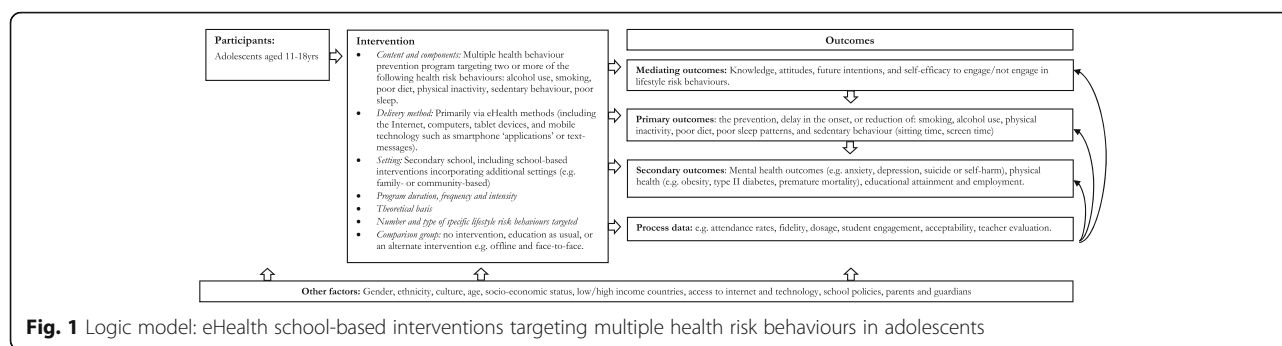 Participants:
Adolescents aged 11-18yrs
Intervention
• Content and components: Multiple health behaviour
prevention program targeting two or more of the
following health risk behaviours: alcohol use, smoking,
poor diet, physical inactivity, sedentary behaviour, poor
sleep.
• Delivery method: Primarily via eHealth methods (including
the Internet, computers, tablet devices, and mobile
technology such as smartphone 'applications' or text-
messages).
• Setting: Secondary school, including school-based
interventions incorporating additional settings (e.g.
family- or community-based)
• Program duration, frequency and intensity
• Theoretical basis
• Number and type of specific lifestyle risk behaviours targeted
• Comparison group: no intervention, education as usual, or
an alternate intervention e.g. offline and face-to-face.
Outcomes
Mediating outcomes: Knowledge, attitudes, future intentions, and self-efficacy to engage/not engage in
lifestyle risk behaviours.
Primary outcomes: the prevention, delay in the onset, or reduction of: smoking, alcohol use, physical
inactivity, poor diet, poor sleep patterns, and sedentary behaviour (sitting time, screen time)
Secondary outcomes: Mental health outcomes (e.g. anxiety, depression, suicide or self-harm), physical
health (e.g. obesity, type II diabetes, premature mortality), educational attainment and employment.
Process data: e.g. attendance rates, fidelity, dosage, student engagement, acceptability, teacher evaluation.
Other factors: Gender, ethnicity, culture, age, socio-economic status, low/high income countries, access to internet and technology, school policies, parents and guardians
Fig. 1 Logic model: eHealth school-based interventions targeting multiple health risk behaviours in adolescents